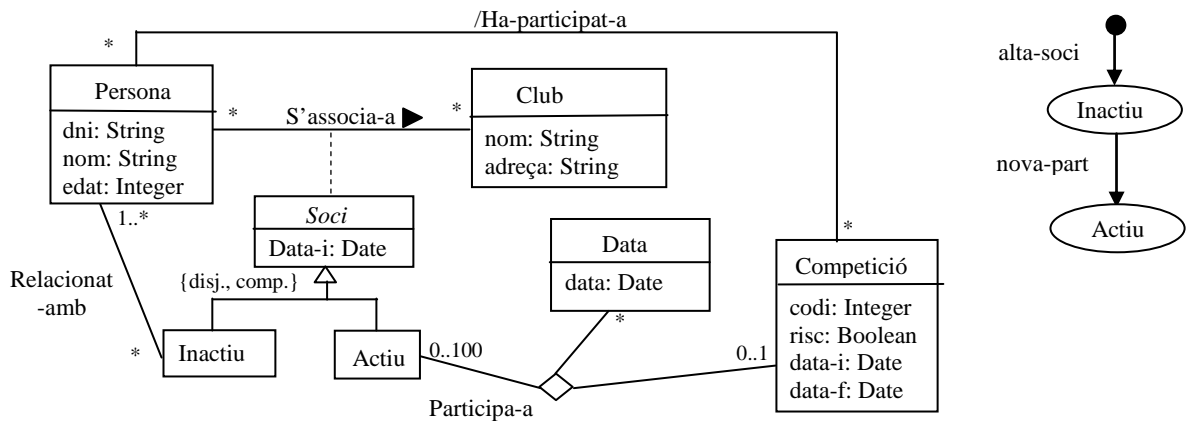 /Ha-participat-a
*
*
Persona
dni: String
nom: String
edat: Integer
*
S’associa-a
*
Club
nom: String
adreça: String
alta-soci
Inactiu
nova-part
Actiu
1..*
Relacionat
-amb
*
Soci
Data-i: Date
{disj., comp.}
Inactiu
Actiu
Data
data: Date
*
0..100
0..1
Participa-a
Competició
codi: Integer
risc: Boolean
data-i: Date
data-f: Date